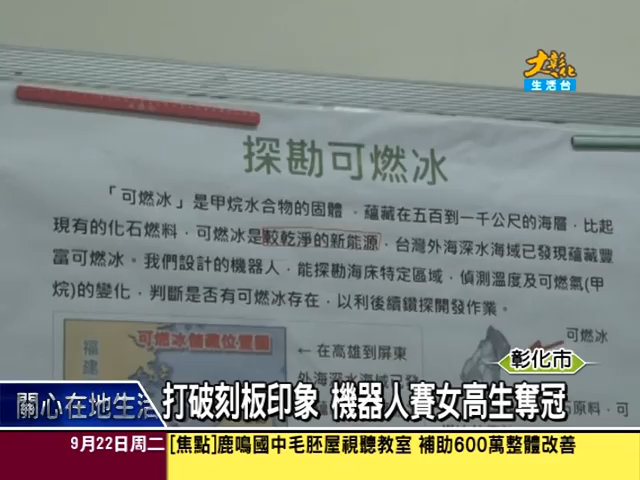 大彰化
生活台
探勘可燃冰
「可燃冰」是甲烷水合物的固體，蘊藏在五百到一千公尺的海層，比起
現有的化石燃料，可燃冰是較乾淨的新能源，台灣外海深水海域已發現蘊藏豐
富可燃冰。我們設計的機器人，能探勘海床特定區域，偵測溫度及可燃氣(甲
烷)的變化，判斷是否有可燃冰存在，以利後續鑽探開發作業。
可燃冰儲藏位置圖
福建
← 在高雄到屏東
外海深水海域已發
可燃冰
彰化市
關心在地生活
打破刻板印象 機器人賽女高生奪冠
9月22日周二
[焦點]鹿鳴國中毛胚屋視聽教室 補助600萬整體改善